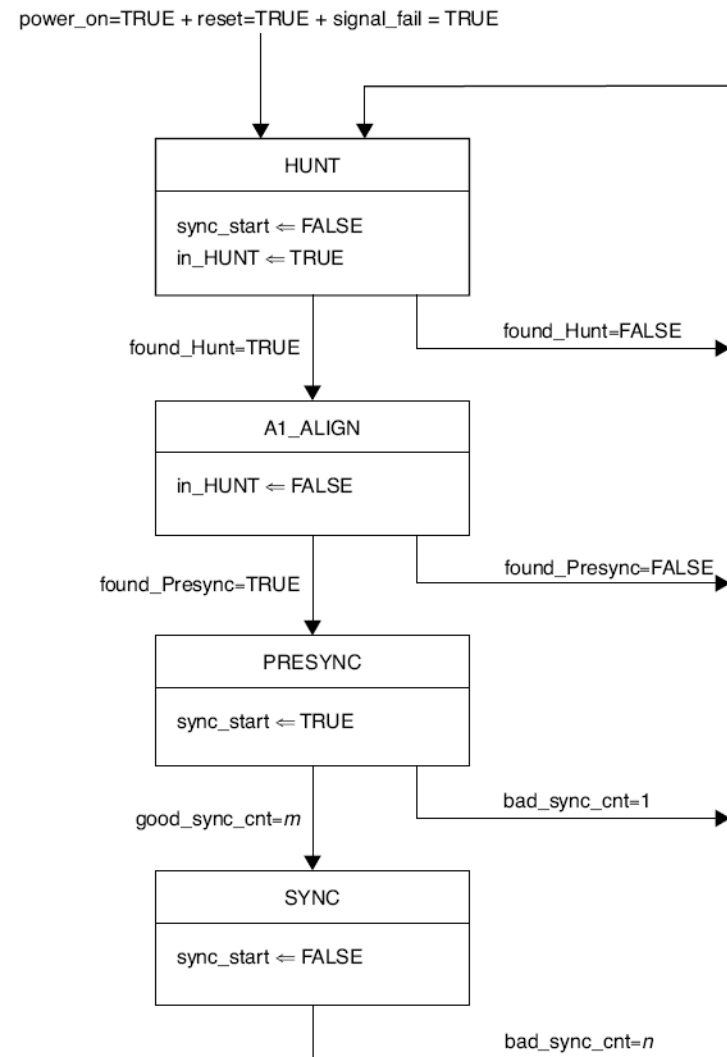 power_on=TRUE + reset=TRUE + signal_fail = TRUE
HUNT
sync_start ⇐ FALSE
in_HUNT ⇐ TRUE
found_Hunt=TRUE
found_Hunt=FALSE
A1_ALIGN
in_HUNT ⇐ FALSE
found_Presync=TRUE
found_Presync=FALSE
PRESYNC
sync_start ⇐ TRUE
good_sync_cnt=m
bad_sync_cnt=1
SYNC
sync_start ⇐ FALSE
bad_sync_cnt=n